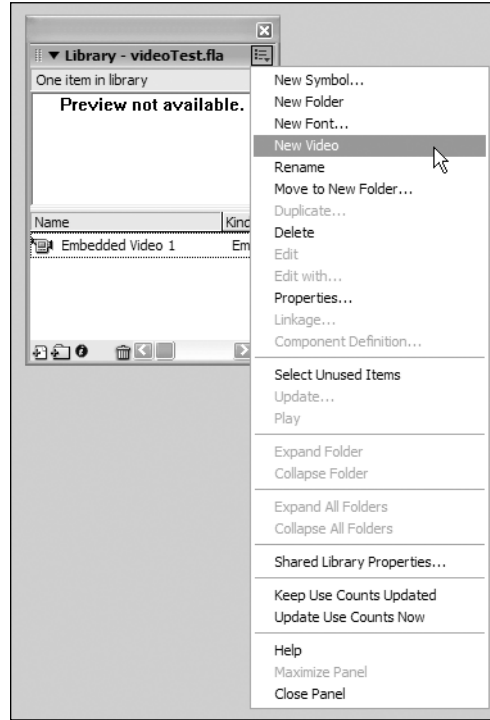 Library - videoTest.fla
One item in library
Preview not available.
Name Kind
Embedded Video 1 Em
New Symbol...
New Folder
New Font...
New Video
Rename
Move to New Folder...
Duplicate...
Delete
Edit
Edit with...
Properties...
Linkage...
Component Definition...
Select Unused Items
Update...
Play
Expand Folder
Collapse Folder
Expand All Folders
Collapse All Folders
Shared Library Properties...
Keep Use Counts Updated
Update Use Counts Now
Help
Maximize Panel
Close Panel